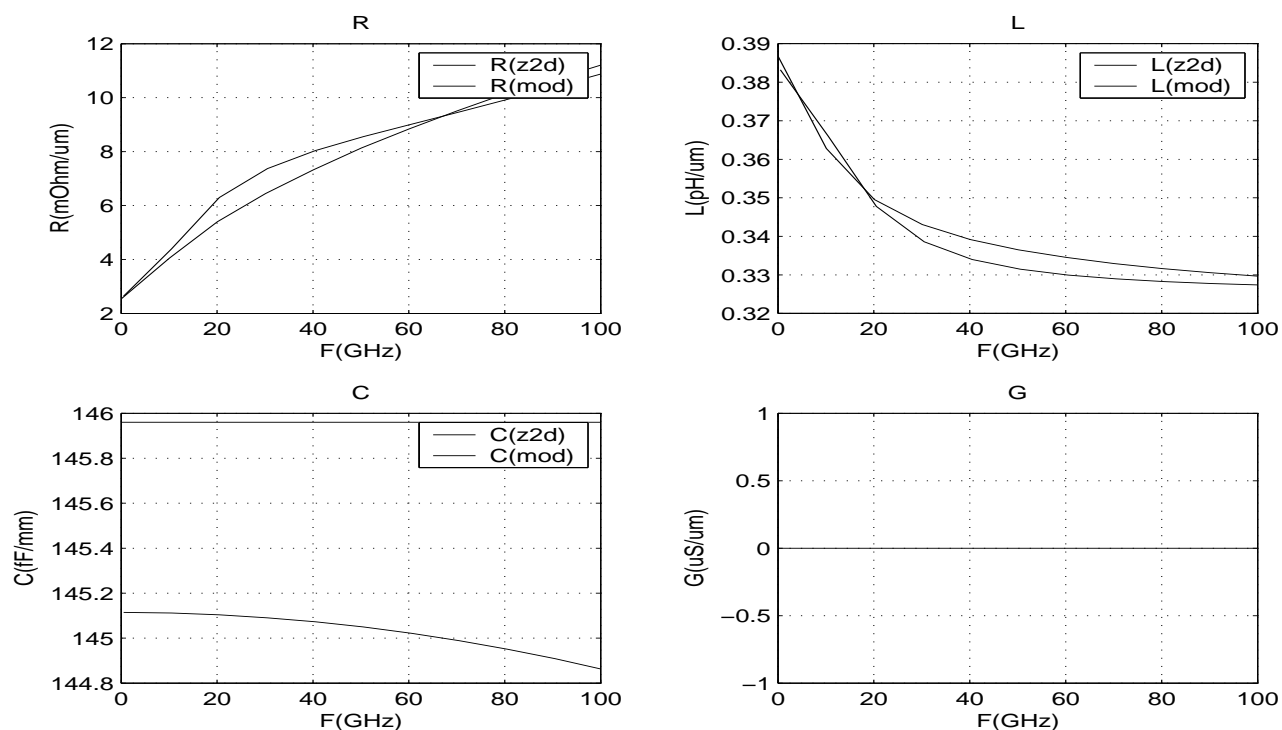 R
12
10
8
6
4
2
R(mOhm/um)
R(z2d)
R(mod)
0 20 40 60 80 100
F(GHz)
L
0.39
0.38
0.37
0.36
0.35
0.34
0.33
0.32
L(pH/um)
L(z2d)
L(mod)
0 20 40 60 80 100
F(GHz)
C
146
145.8
145.6
145.4
145.2
145
144.8
C(fF/mm)
C(z2d)
C(mod)
0 20 40 60 80 100
F(GHz)
G
1
0.5
0
−0.5
−1
G(uS/um)
0 20 40 60 80 100
F(GHz)